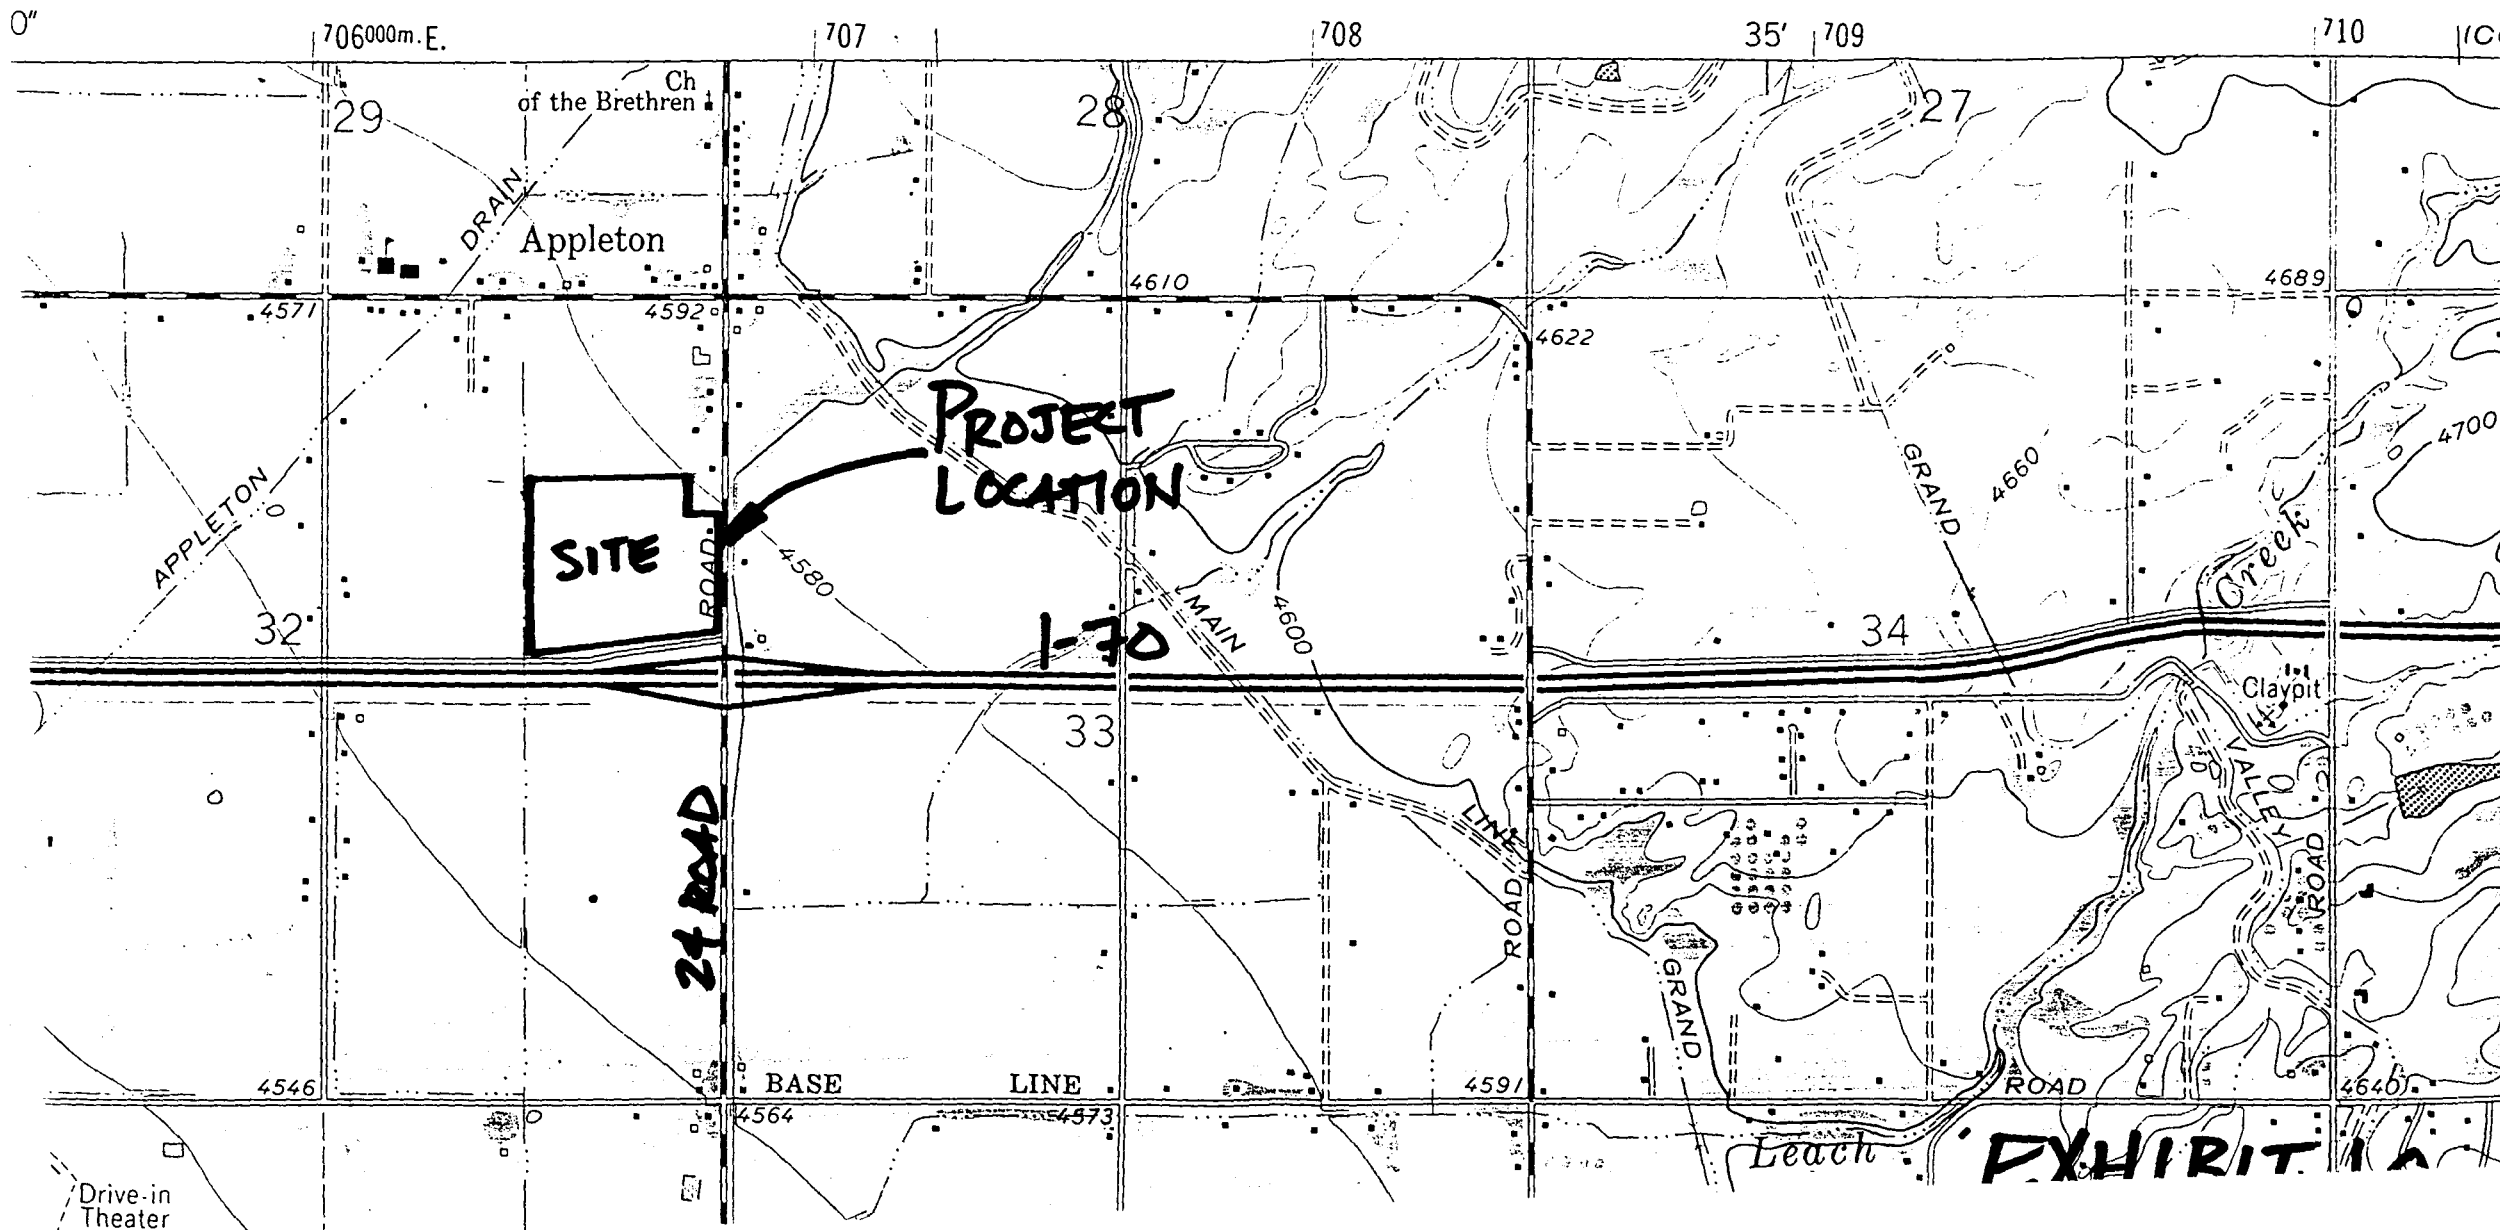 0"
706000m. E.
707
708
35'
709
710
Ch
of the Brethren
29
28
27
DRAIN
Appleton
4571
4592
4610
4622
4689
PROJECT
LOCATION
APPLETON
SITE
ROAD
4580
GRAND
4660
4700
Creek
MAIN
4600
32
I-70
34
33
Claypit
24 ROAD
LINE
ROAD
VALLEY
ROAD
GRAND
4546
BASE LINE
4564
4573
4591
ROAD
4640
Leach
EXHIBIT
Drive-in
Theater